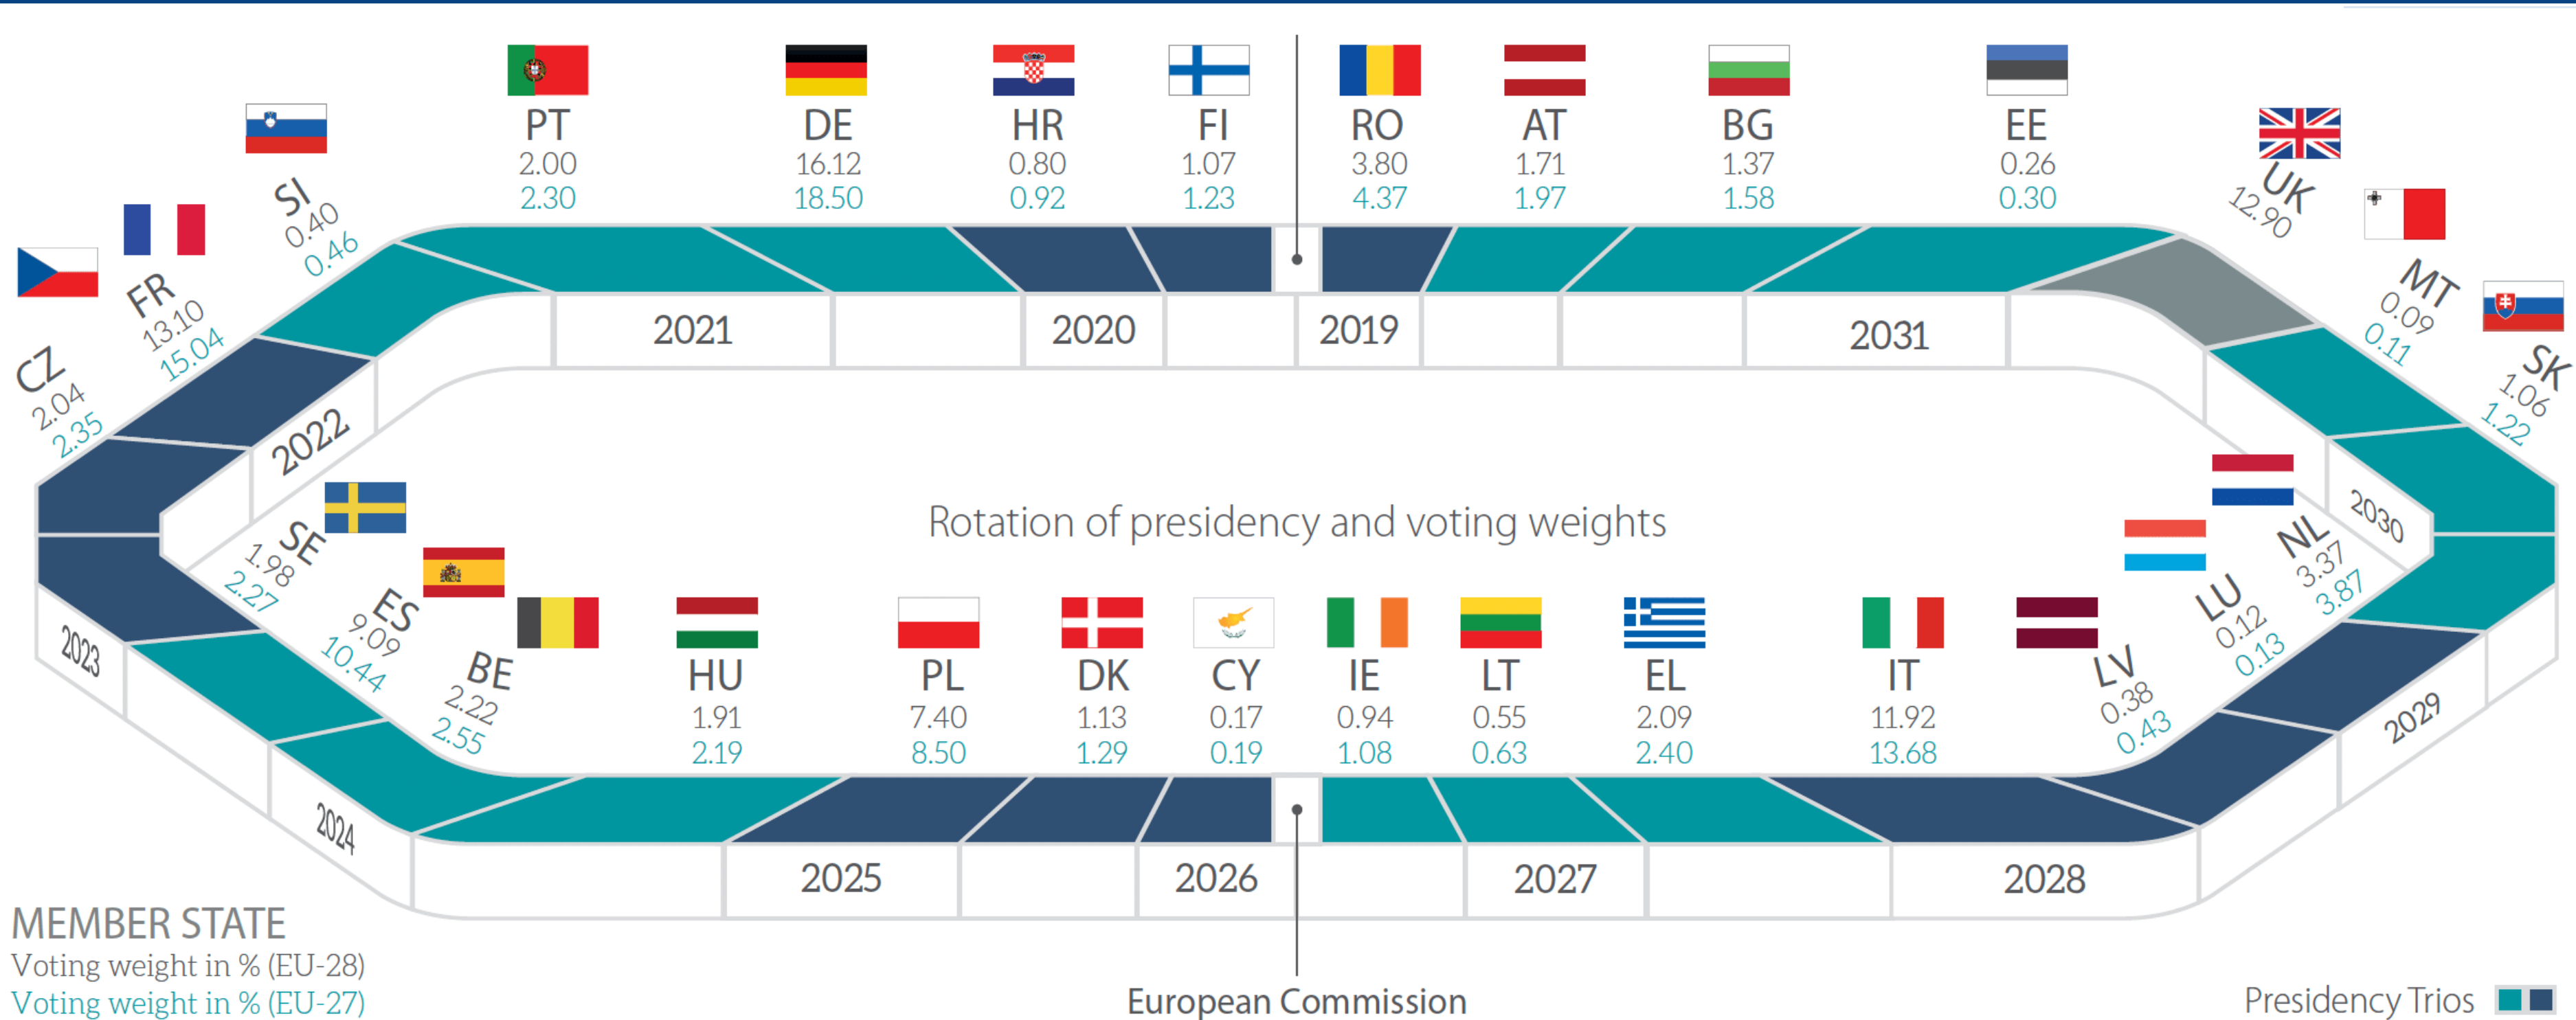 PT
2.00
2.30
DE
16.12
18.50
HR
0.80
0.92
FI
1.07
1.23
RO
3.80
4.37
AT
1.71
1.97
BG
1.37
1.58
EE
0.26
0.30
UK
12.90
MT
0.09
0.11
SK
1.06
1.22
SI
0.40
0.46
FR
13.10
15.04
CZ
2.04
2.35
2021
2020
2019
2031
2022
2030
Rotation of presidency and voting weights
SE
1.98
2.27
ES
9.09
10.44
BE
2.22
2.55
HU
1.91
2.19
PL
7.40
8.50
DK
1.13
1.29
CY
0.17
0.19
IE
0.94
1.08
LT
0.55
0.63
EL
2.09
2.40
IT
11.92
13.68
LV
0.38
0.43
LU
0.12
0.13
NL
3.37
3.87
2023
2024
2025
2026
2027
2028
2029
MEMBER STATE
Voting weight in % (EU-28)
Voting weight in % (EU-27)
European Commission
Presidency Trios